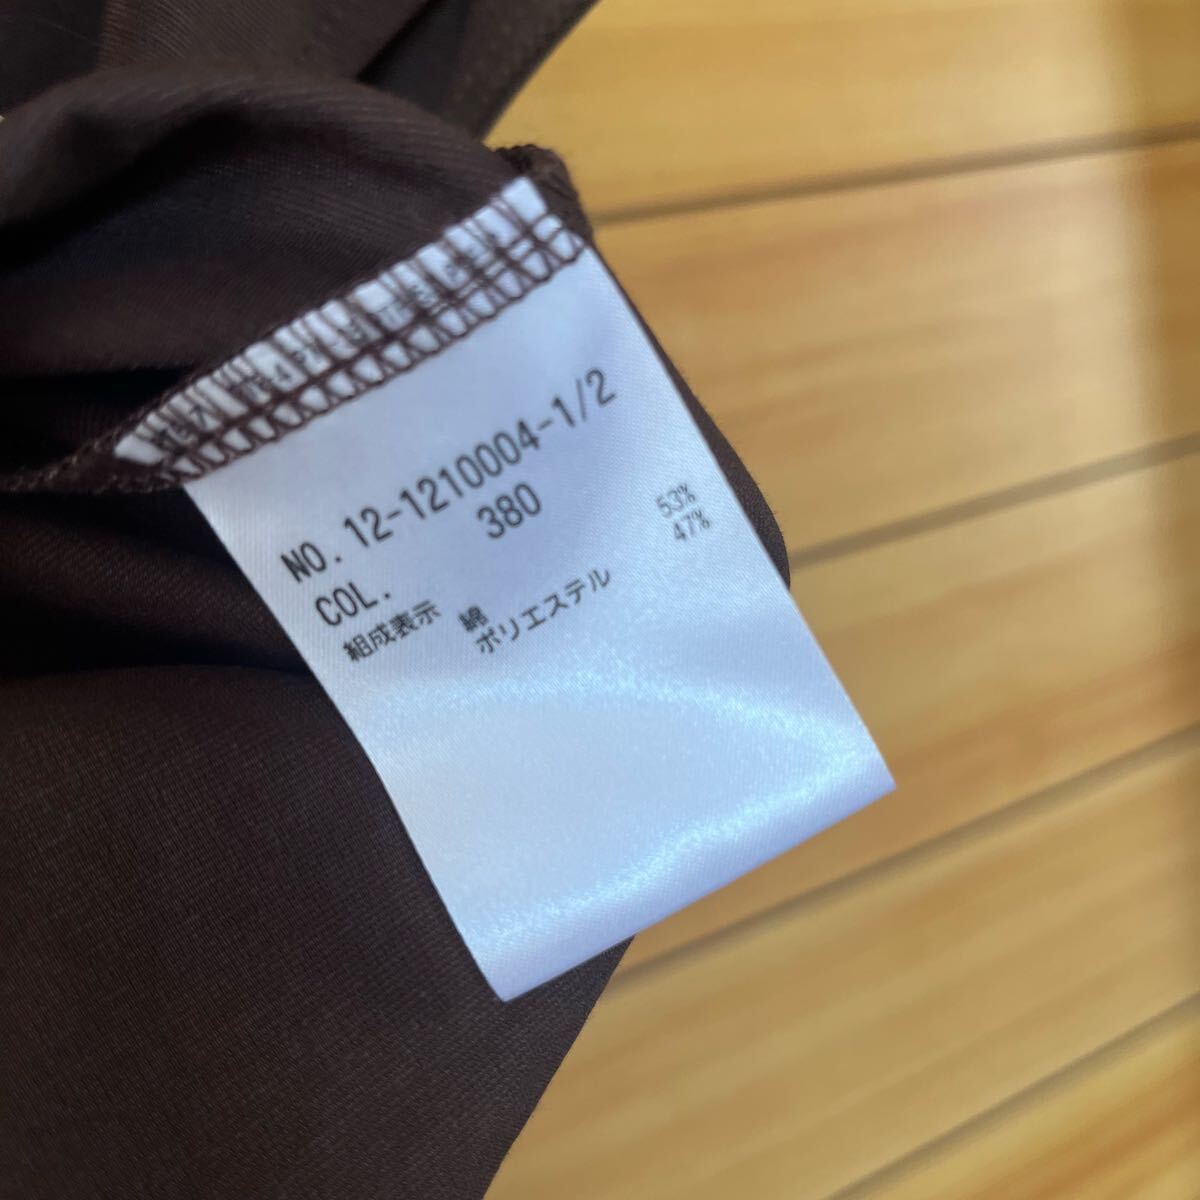 NO. 12-1210004-1/2
COL. 380
組成表示 綿 53%
ポリエステル 47%